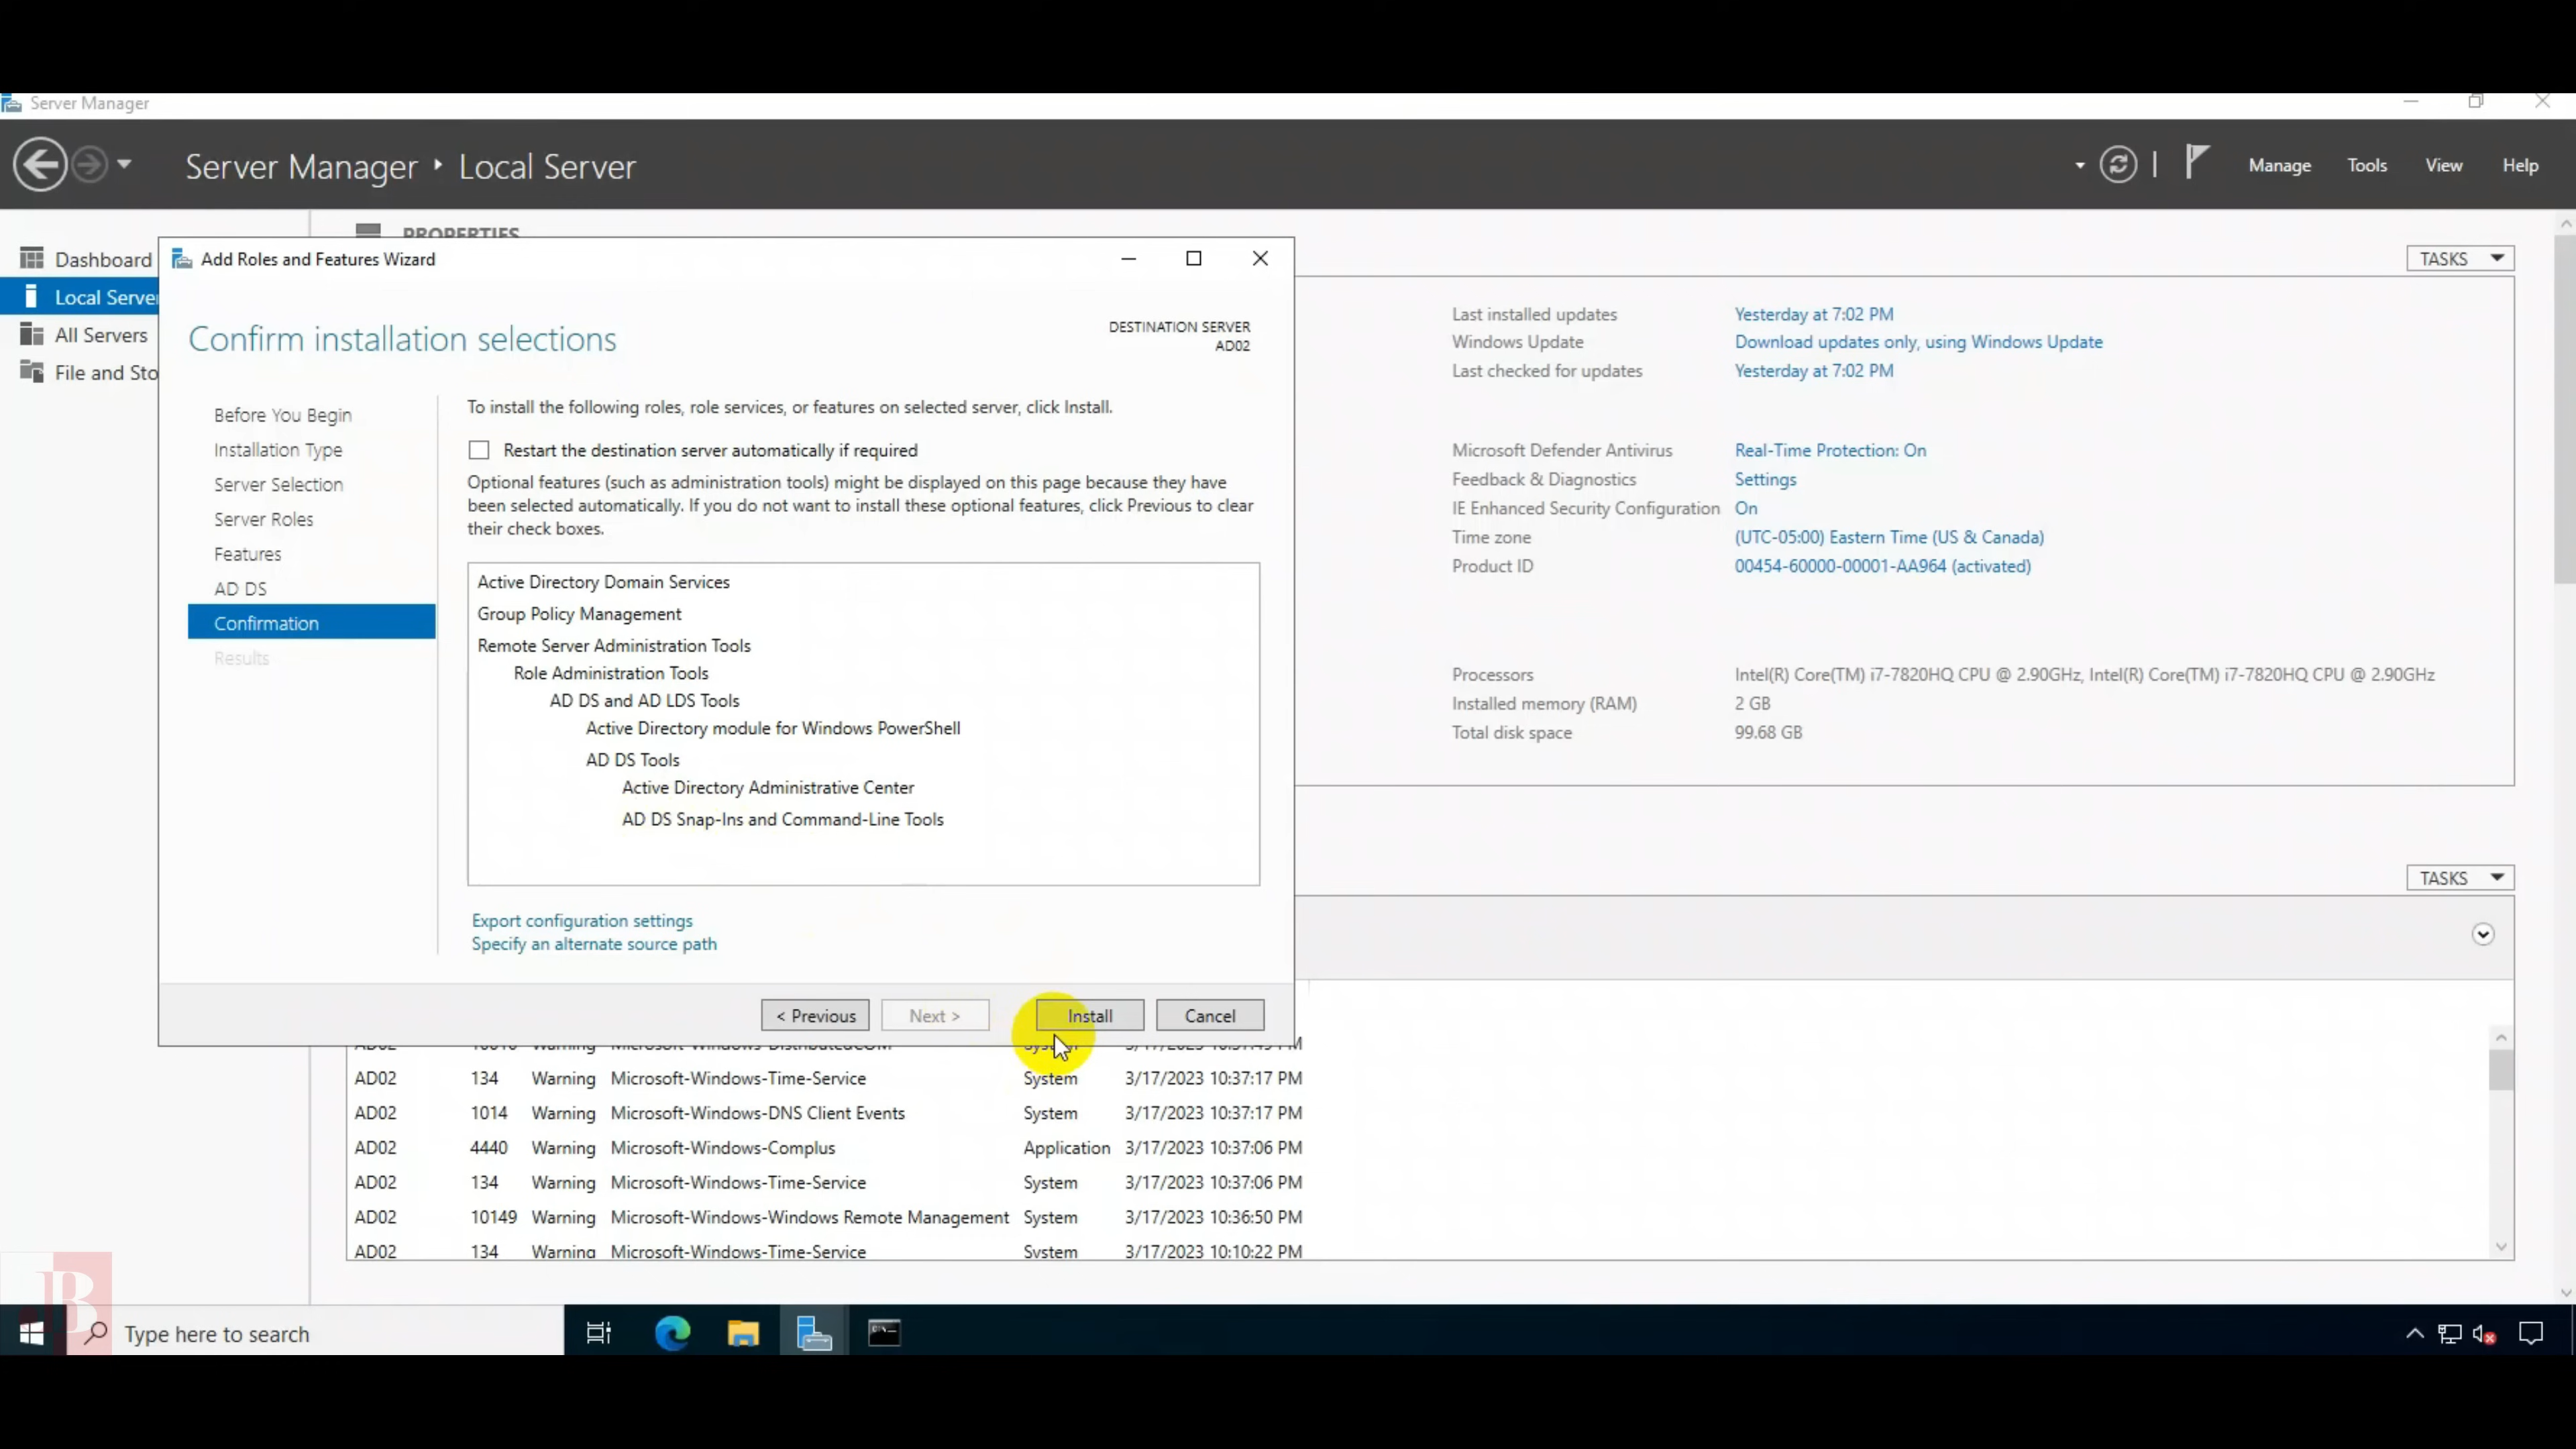 Server Manager
Server Manager ‣ Local Server
Manage Tools View Help
PROPERTIES
Dashboard
Local Server
All Servers
File and Sto
TASKS
Add Roles and Features Wizard
Confirm installation selections
DESTINATION SERVER
AD02
Before You Begin
Installation Type
Server Selection
Server Roles
Features
AD DS
Confirmation
Results
To install the following roles, role services, or features on selected server, click Install.
Restart the destination server automatically if required
Optional features (such as administration tools) might be displayed on this page because they have
been selected automatically. If you do not want to install these optional features, click Previous to clear
their check boxes.
Active Directory Domain Services
Group Policy Management
Remote Server Administration Tools
Role Administration Tools
AD DS and AD LDS Tools
Active Directory module for Windows PowerShell
AD DS Tools
Active Directory Administrative Center
AD DS Snap-Ins and Command-Line Tools
Export configuration settings
Specify an alternate source path
< Previous Next > Install Cancel
Last installed updates Yesterday at 7:02 PM
Windows Update Download updates only, using Windows Update
Last checked for updates Yesterday at 7:02 PM
Microsoft Defender Antivirus Real-Time Protection: On
Feedback & Diagnostics Settings
IE Enhanced Security Configuration On
Time zone (UTC-05:00) Eastern Time (US & Canada)
Product ID 00454-60000-00001-AA964 (activated)
Processors Intel(R) Core(TM) i7-7820HQ CPU @ 2.90GHz, Intel(R) Core(TM) i7-7820HQ CPU @ 2.90GHz
Installed memory (RAM) 2 GB
Total disk space 99.68 GB
TASKS
AD02 134 Warning Microsoft-Windows-Time-Service System 3/17/2023 10:37:17 PM
AD02 1014 Warning Microsoft-Windows-DNS Client Events System 3/17/2023 10:37:17 PM
AD02 4440 Warning Microsoft-Windows-Complus Application 3/17/2023 10:37:06 PM
AD02 134 Warning Microsoft-Windows-Time-Service System 3/17/2023 10:37:06 PM
AD02 10149 Warning Microsoft-Windows-Windows Remote Management System 3/17/2023 10:36:50 PM
AD02 134 Warning Microsoft-Windows-Time-Service System 3/17/2023 10:10:22 PM
B
Type here to search